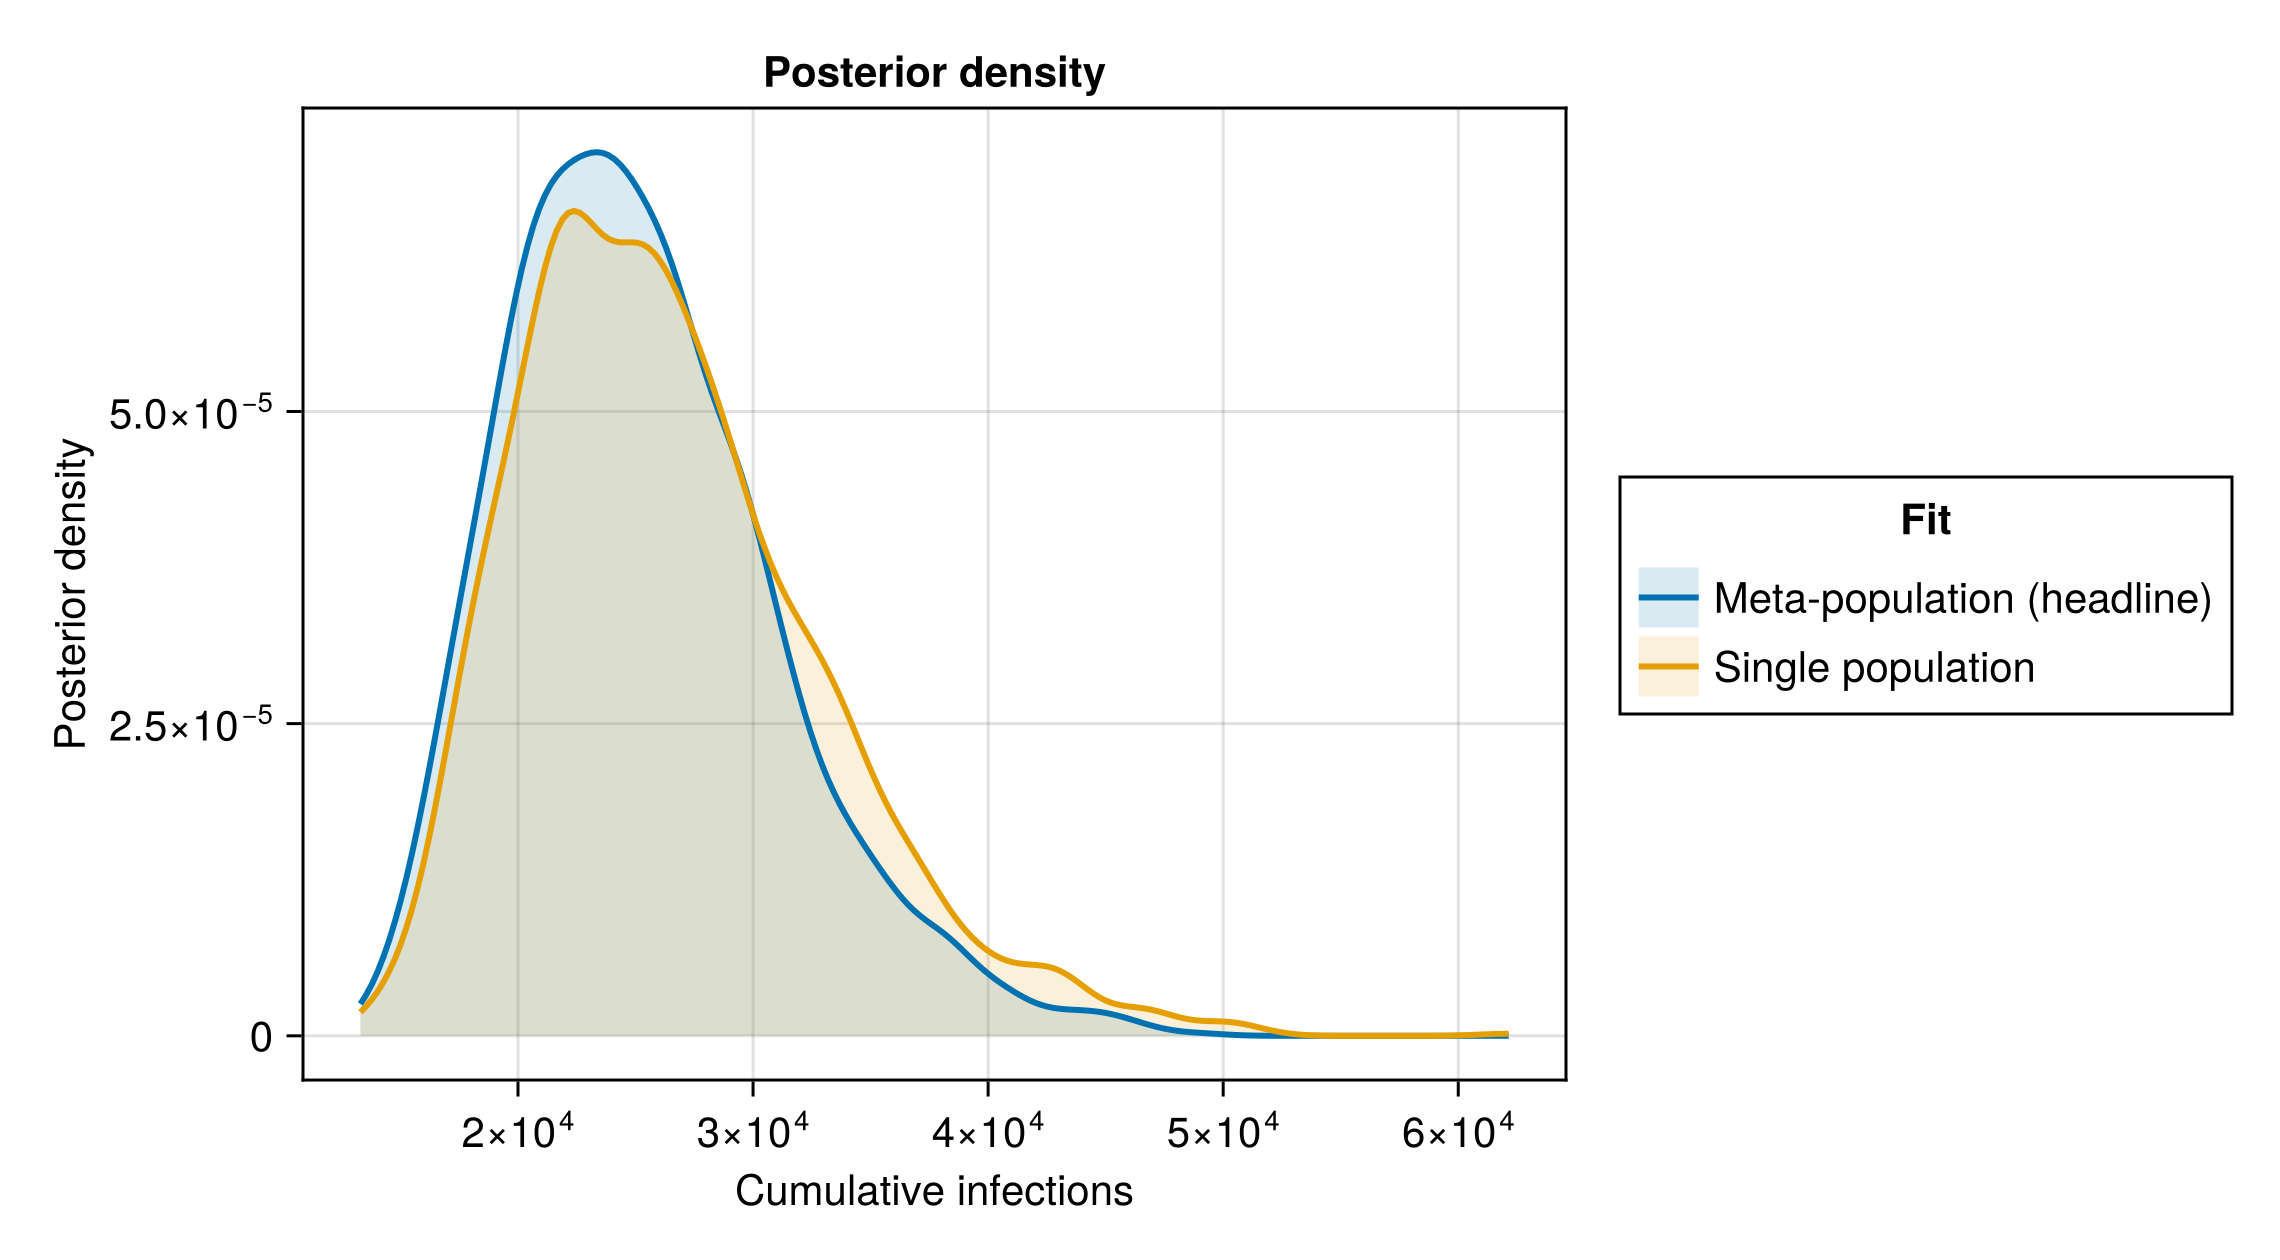 Posterior density
Posterior density
5.0×10⁻⁵
2.5×10⁻⁵
0
2×10⁴ 3×10⁴ 4×10⁴ 5×10⁴ 6×10⁴
Cumulative infections
Fit
Meta-population (headline)
Single population